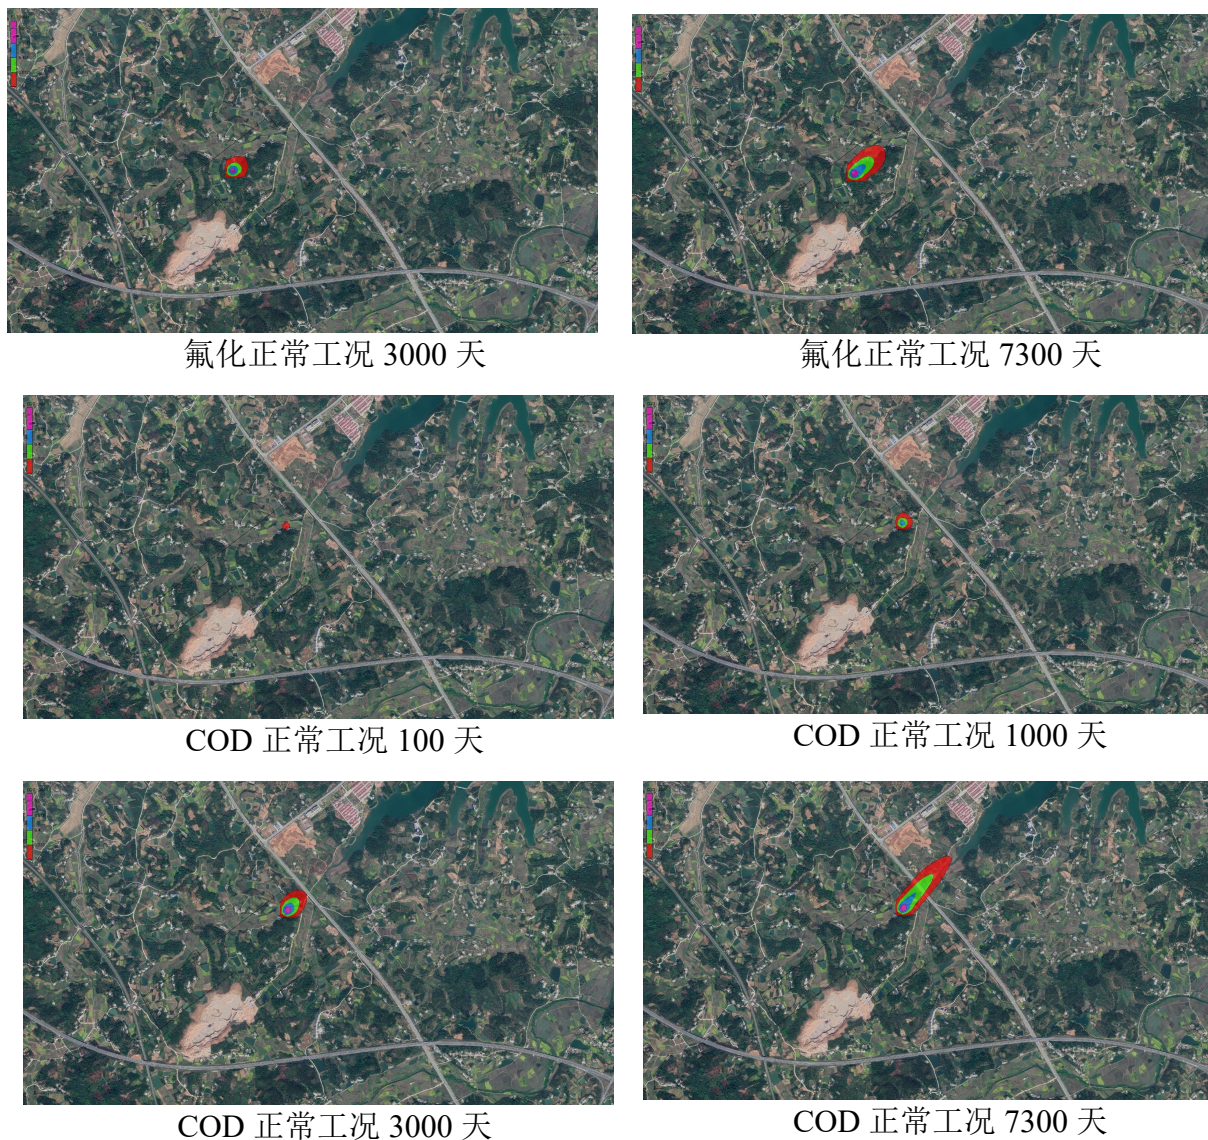 氟化正常工况 3000 天
氟化正常工况 7300 天
COD 正常工况 100 天
COD 正常工况 1000 天
COD 正常工况 3000 天
COD 正常工况 7300 天